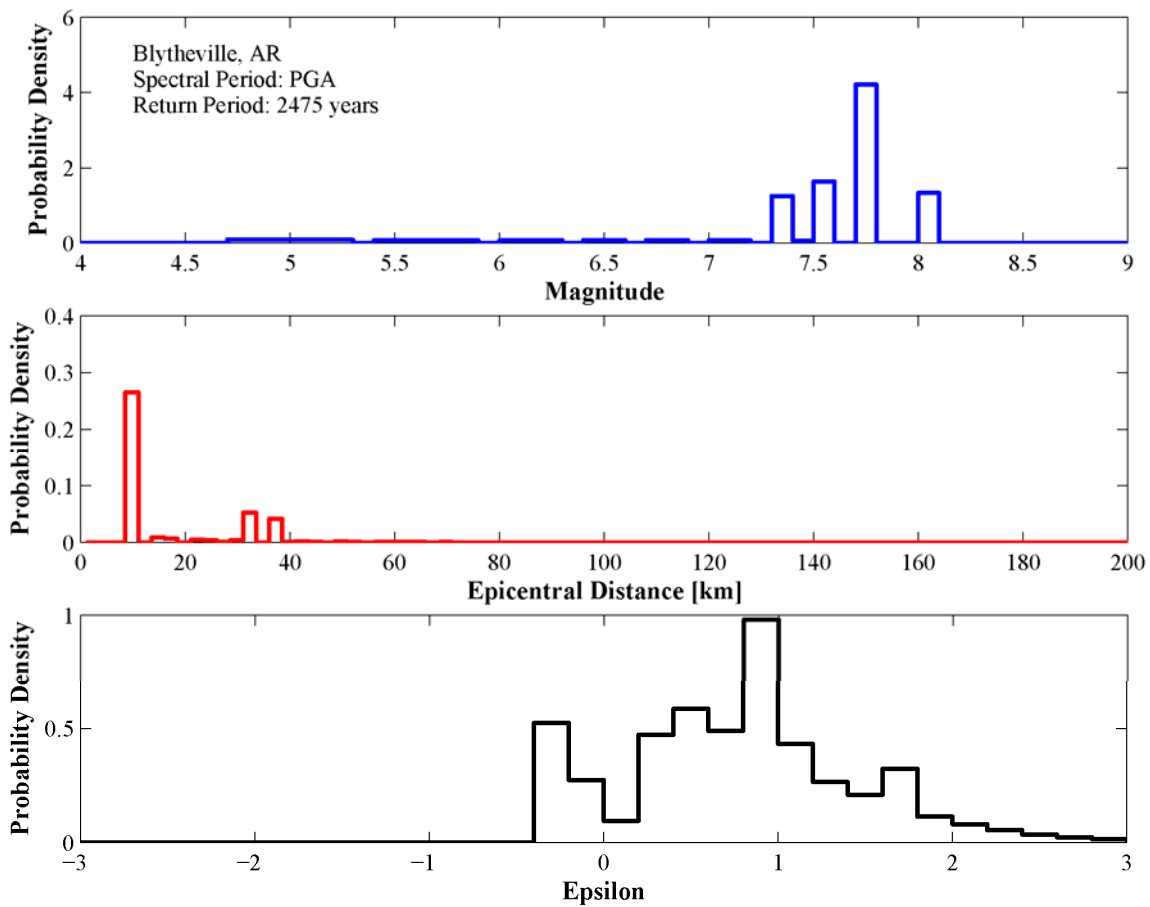 6
4
2
0
Probability Density
Blytheville, AR
Spectral Period: PGA
Return Period: 2475 years
4 4.5 5 5.5 6 6.5 7 7.5 8 8.5 9
Magnitude
0.4
0.3
0.2
0.1
0
Probability Density
0 20 40 60 80 100 120 140 160 180 200
Epicentral Distance [km]
1
0.5
0
Probability Density
−3 −2 −1 0 1 2 3
Epsilon